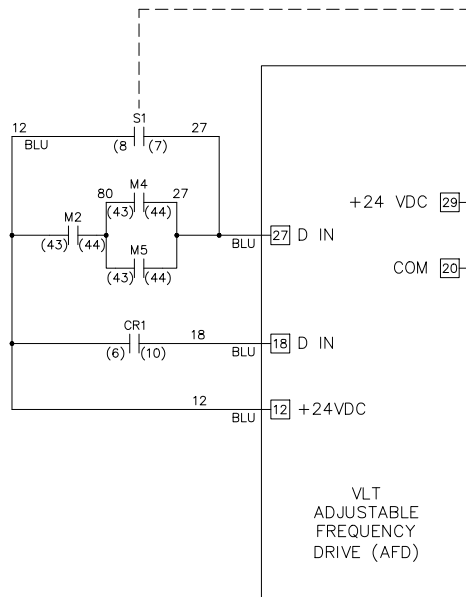 S1
12
27
BLU
(8
(7)
M4
80
27
+24 VDC
29
(43)
(44)
M2
27
D IN
(43)
(44)
BLU
M5
COM
20
(43)
(44)
CR1
18
18
D IN
(6)
(10)
BLU
12
12
+24VDC
BLU
VLT
ADJUSTABLE
FREQUENCY
DRIVE (AFD)